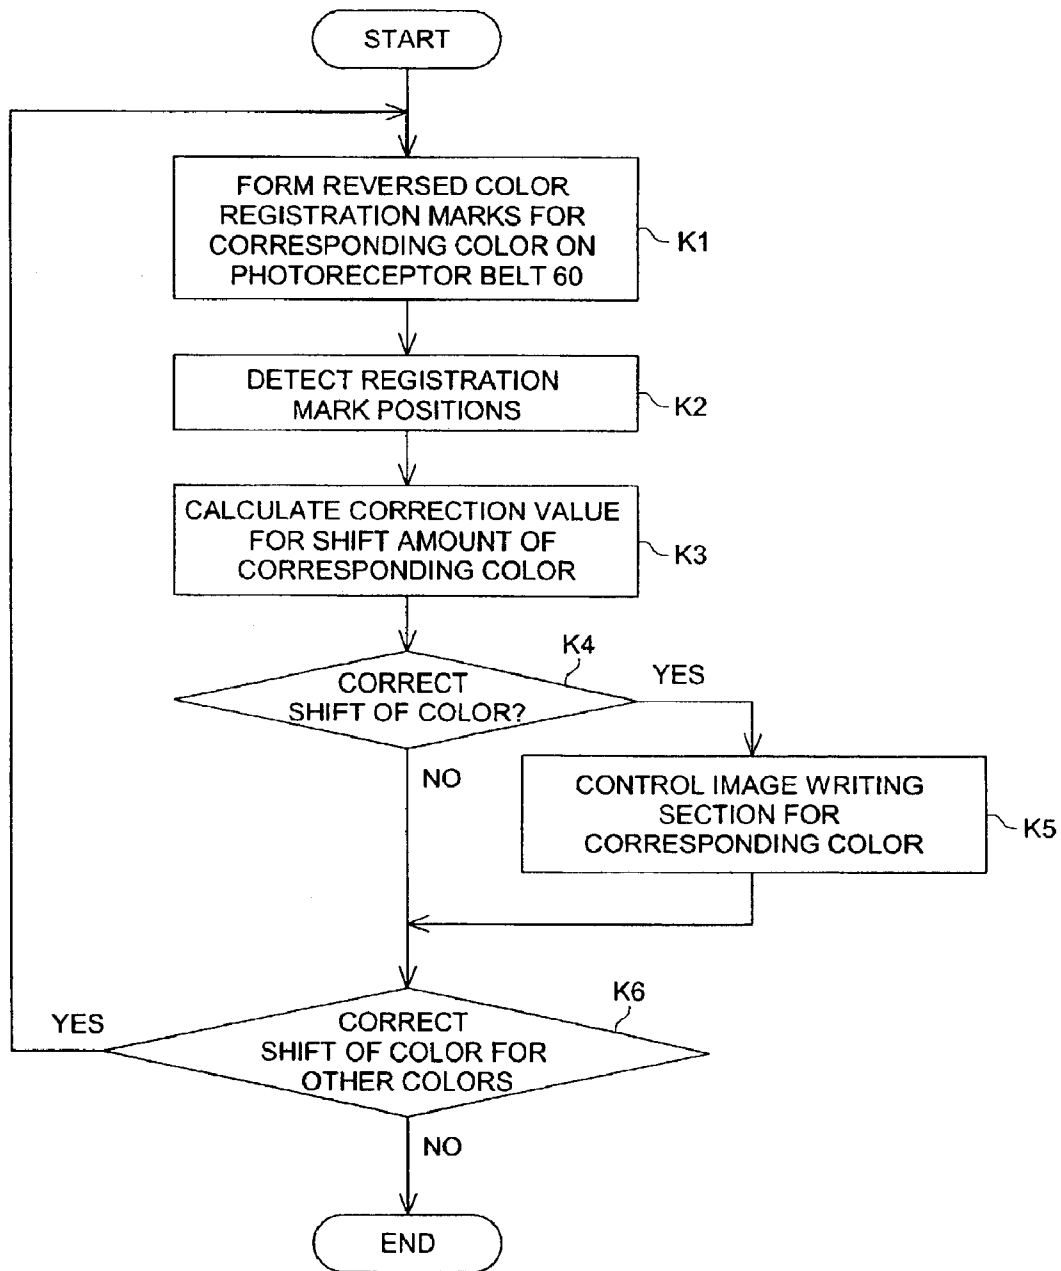 START
FORM REVERSED COLOR
REGISTRATION MARKS FOR
CORRESPONDING COLOR ON
PHOTORECEPTOR BELT 60
K1
DETECT REGISTRATION
MARK POSITIONS
K2
CALCULATE CORRECTION VALUE
FOR SHIFT AMOUNT OF
CORRESPONDING COLOR
K3
K4
CORRECT
SHIFT OF COLOR?
YES
NO
CONTROL IMAGE WRITING
SECTION FOR
CORRESPONDING COLOR
K5
K6
YES
CORRECT
SHIFT OF COLOR FOR
OTHER COLORS
NO
END